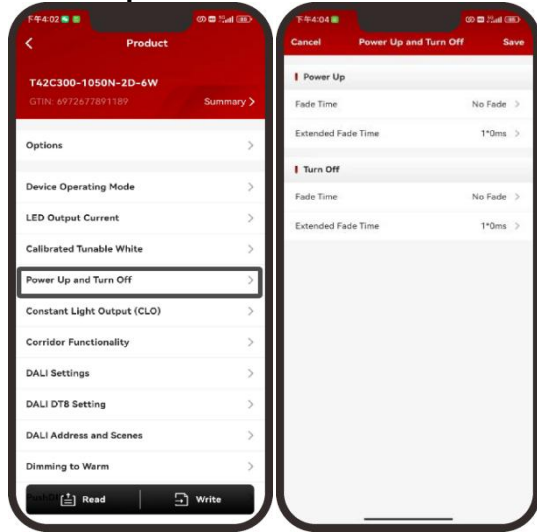 下午4:02
Product
T42C300-1050N-2D-6W
GTIN: 6972677891189
Summary >
Options >
Device Operating Mode >
LED Output Current >
Calibrated Tunable White >
Power Up and Turn Off >
Constant Light Output (CLO) >
Corridor Functionality >
DALI Settings >
DALI DT8 Setting >
DALI Address and Scenes >
Dimming to Warm >
Read
Write
下午4:04
Cancel Power Up and Turn Off Save
Power Up
Fade Time No Fade >
Extended Fade Time 1*0ms >
Turn Off
Fade Time No Fade >
Extended Fade Time 1*0ms >